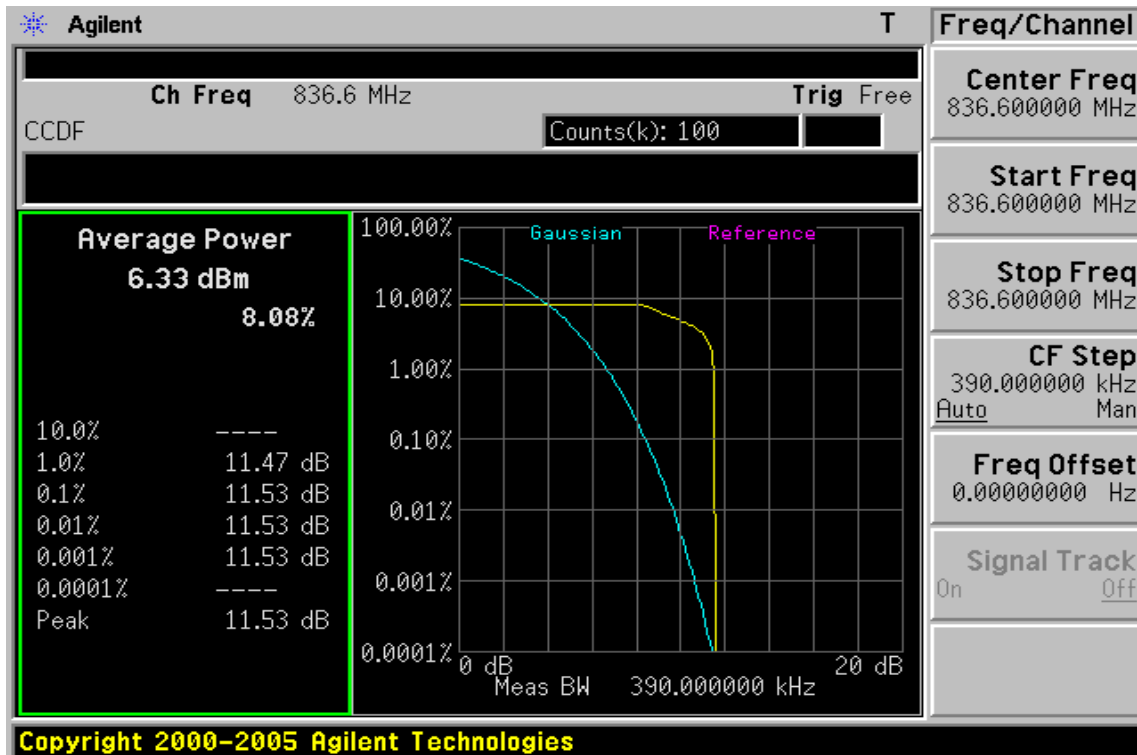 Agilent T
Ch Freq 836.6 MHz Trig Free
CCDF Counts(k): 100
Average Power
6.33 dBm
8.08%
10.0% ----
1.0% 11.47 dB
0.1% 11.53 dB
0.01% 11.53 dB
0.001% 11.53 dB
0.0001% ----
Peak 11.53 dB
100.00%
10.00%
1.00%
0.10%
0.01%
0.001%
0.0001%
Gaussian Reference
0 dB 20 dB
Meas BW 390.000000 kHz
Freq/Channel
Center Freq
836.600000 MHz
Start Freq
836.600000 MHz
Stop Freq
836.600000 MHz
CF Step
390.000000 kHz
Auto Man
Freq Offset
0.00000000 Hz
Signal Track
On Off
Copyright 2000-2005 Agilent Technologies